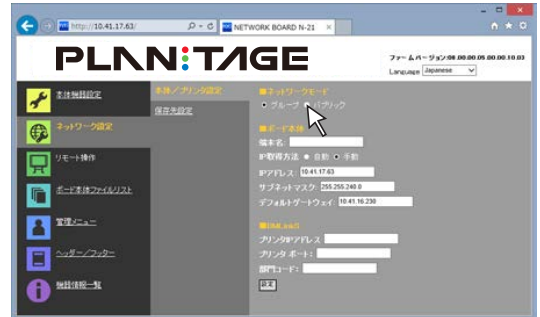 http://10.41.17.63/
NETWORK BOARD N-21
PLANTAGE
ファームバージョン:04.00.00.05.00.00.10.03
Language Japanese
本体機器設定
ネットワーク設定
リモート操作
ボード本体ファイルリスト
管理メニュー
ヘッダー/フッター
機器情報一覧
本体/プリンタ設定
保存先設定
■ネットワークモード
グループ パブリック
■ボード本体
端末名:
IP取得方法 自動 手動
IPアドレス: 10.41.17.63
サブネットマスク: 255.255.240.0
デフォルトゲートウェイ: 10.41.16.230
プリンタIPアドレス
プリンタ ポート:
部門コード:
設定